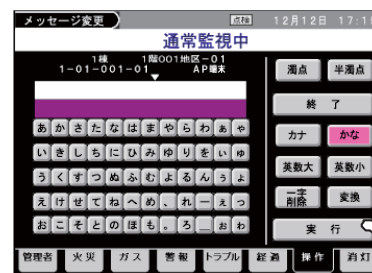 メッセージ変更 点検 12月12日 17:1
通常監視中
1棟 1階001地区-01
1-01-001-01 AP端末
濁点 半濁点
終 了
あ か さ た な は ま や ら わ ぁ ゃ
カナ かな
い き し ち に ひ み ゆ り を ぃ ゅ
英数大 英数小
う く す つ ぬ ふ む よ る ん ぅ ょ
え け せ て ね へ め 、 れ ー ぇ っ
一字削除 変換
お こ そ と の ほ も 。 ろ _ ぉ ゎ
実 行
管理者 火災 ガス 警報 トラブル 経過 操作 消灯